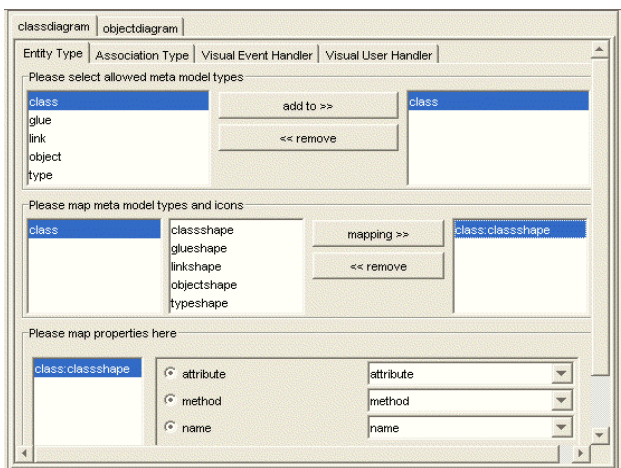 classdiagram objectdiagram
Entity Type Association Type Visual Event Handler Visual User Handler
Please select allowed meta model types
class
glue
link
object
type
add to >>
<< remove
class
Please map meta model types and icons
class
classshape
glueshape
linkshape
objectshape
typeshape
mapping >>
<< remove
class:classshape
Please map properties here
class:classshape
attribute attribute
method method
name name